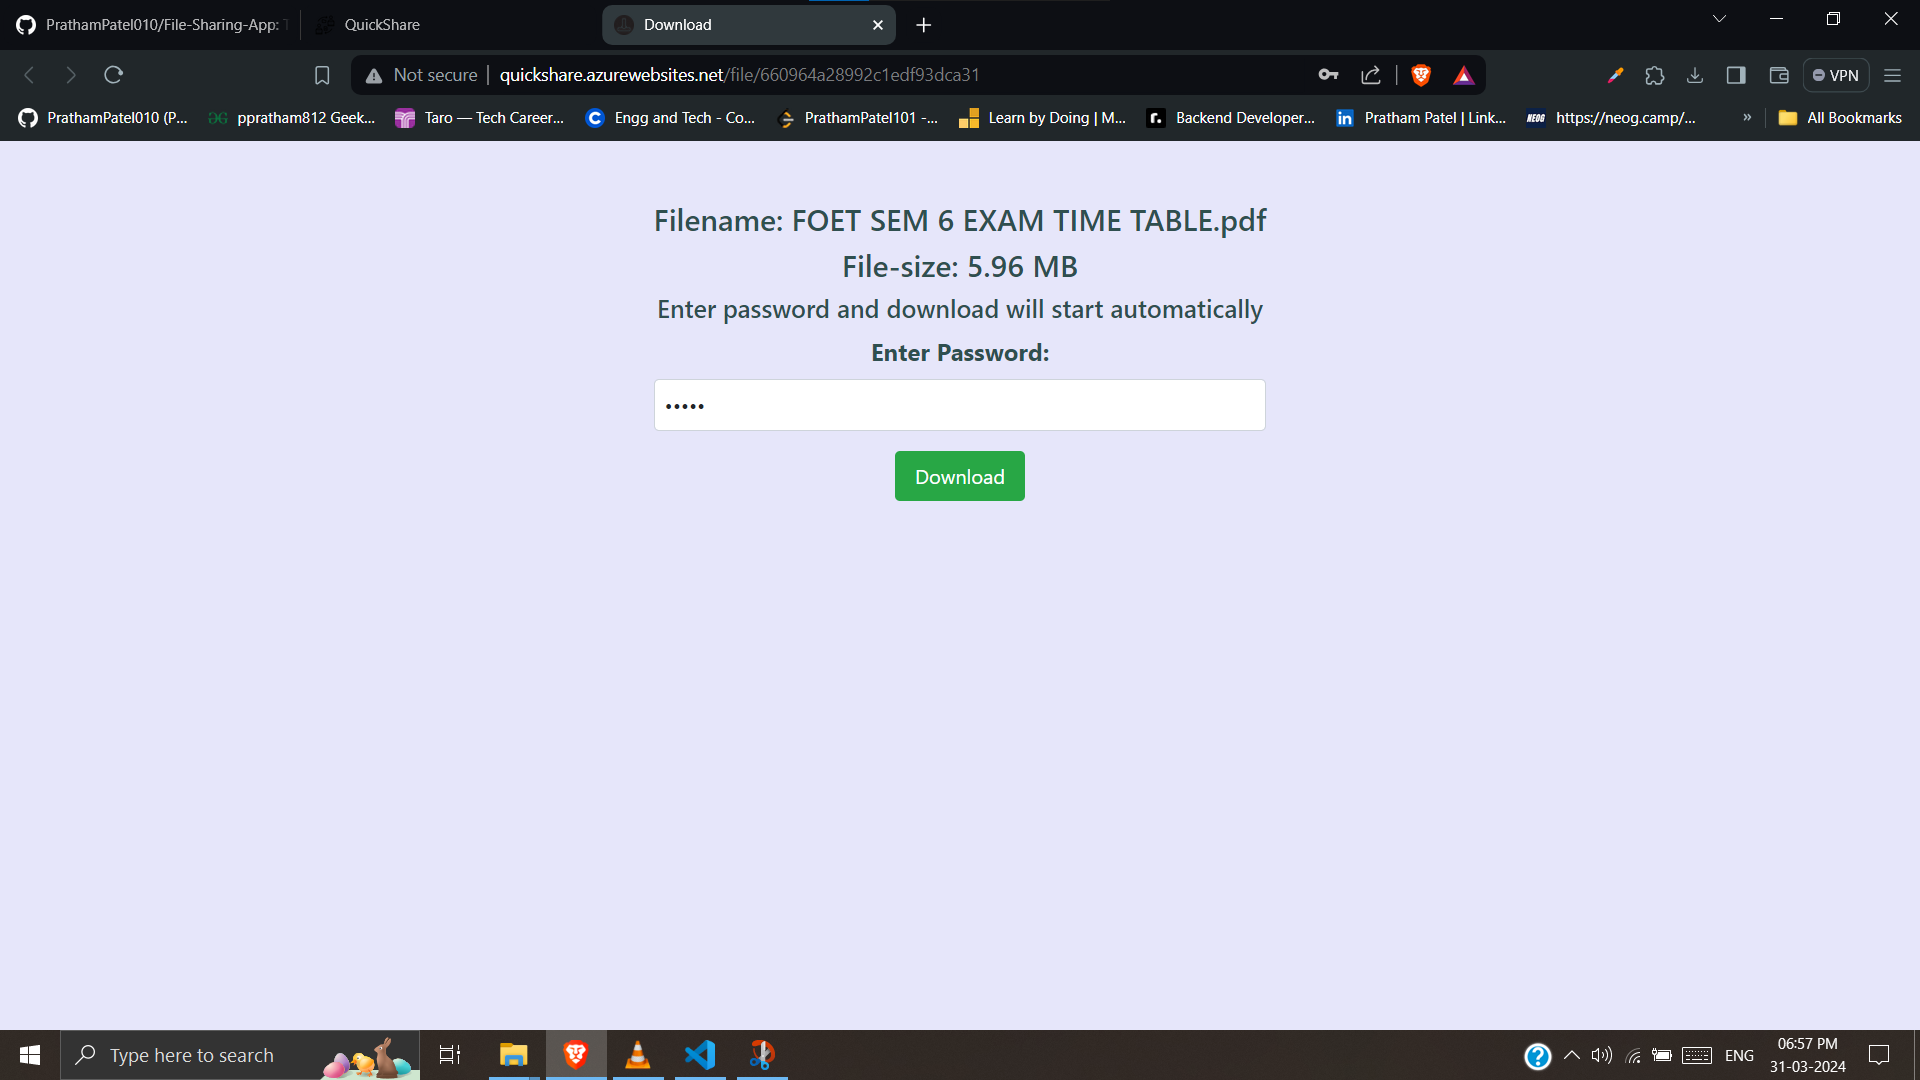 PrathamPatel010/File-Sharing-App:
QuickShare
Download
Not secure
quickshare.azurewebsites.net/file/660964a28992c1edf93dca31
VPN
PrathamPatel010 (P...
ppratham812 Geek...
Taro — Tech Career...
Engg and Tech - Co...
PrathamPatel101 -...
Learn by Doing | M...
Backend Developer...
Pratham Patel | Link...
NEOG
https://neog.camp/...
»
All Bookmarks
Filename: FOET SEM 6 EXAM TIME TABLE.pdf
File-size: 5.96 MB
Enter password and download will start automatically
Enter Password:
•••••
Download
Type here to search
ENG
06:57 PM
31-03-2024